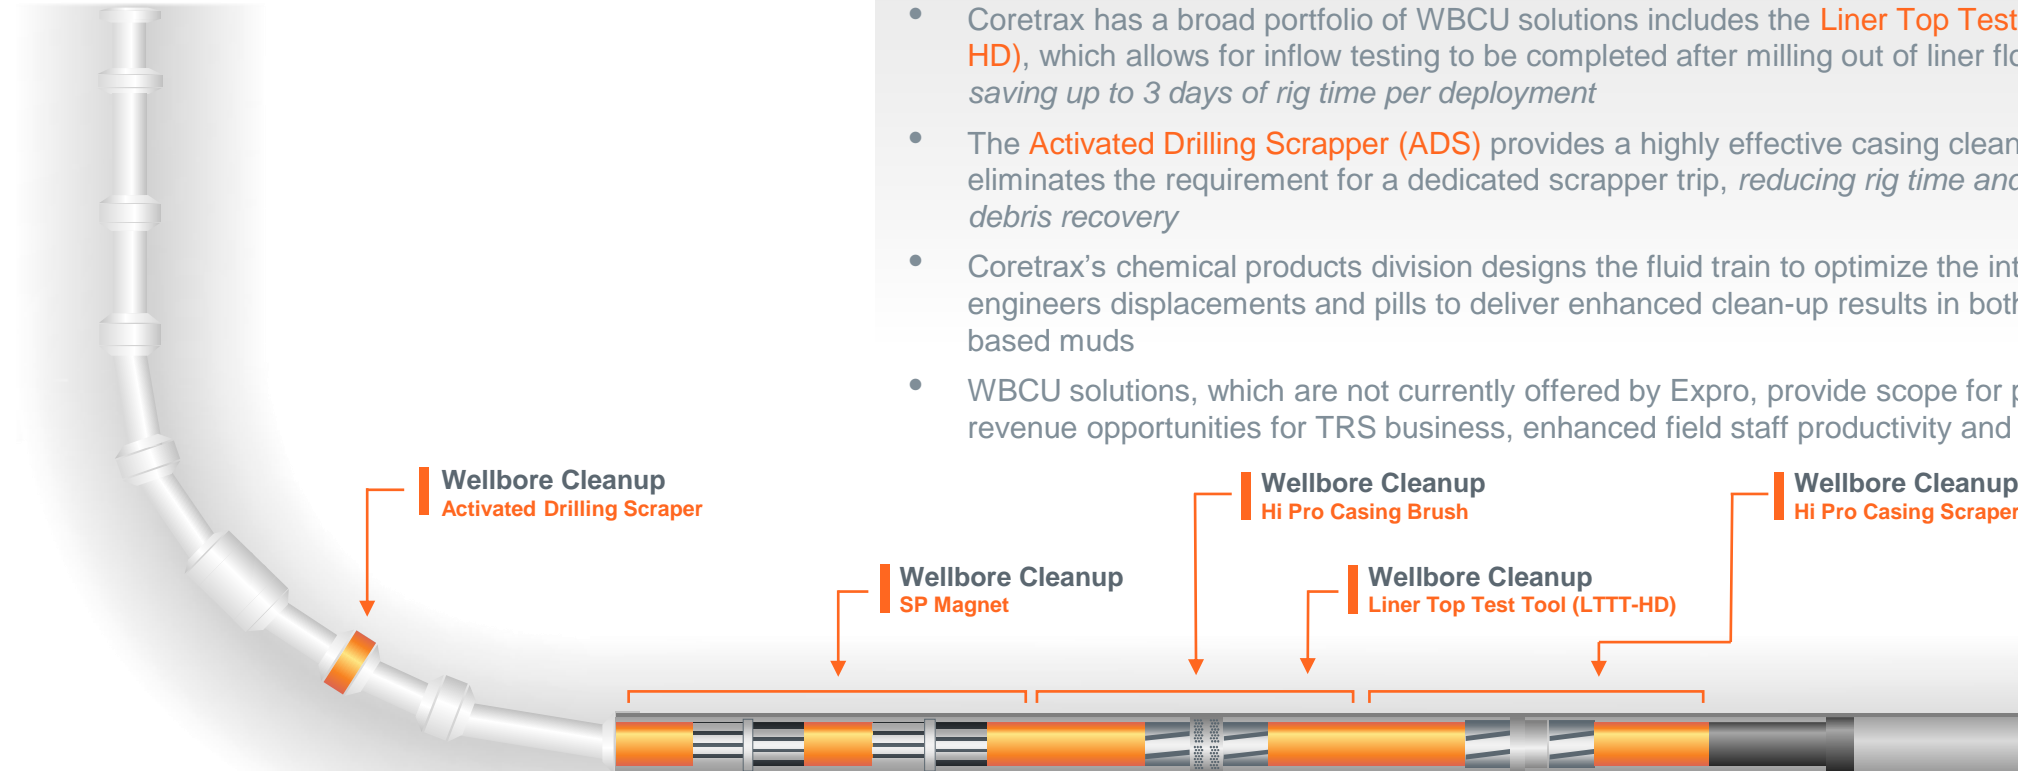 • Coretrax has a broad portfolio of WBCU solutions includes the Liner Top Test
HD), which allows for inflow testing to be completed after milling out of liner
saving up to 3 days of rig time per deployment
• The Activated Drilling Scrapper (ADS) provides a highly effective casing clean
eliminates the requirement for a dedicated scrapper trip, reducing rig time and
debris recovery
• Coretrax's chemical products division designs the fluid train to optimize the
engineers displacements and pills to deliver enhanced clean-up results in both
based muds
• WBCU solutions, which are not currently offered by Expro, provide scope for
revenue opportunities for TRS business, enhanced field staff productivity and
Wellbore Cleanup
Activated Drilling Scraper
Wellbore Cleanup
Hi Pro Casing Brush
Wellbore Cleanup
Hi Pro Casing Scraper
Wellbore Cleanup
SP Magnet
Wellbore Cleanup
Liner Top Test Tool (LTTT-HD)